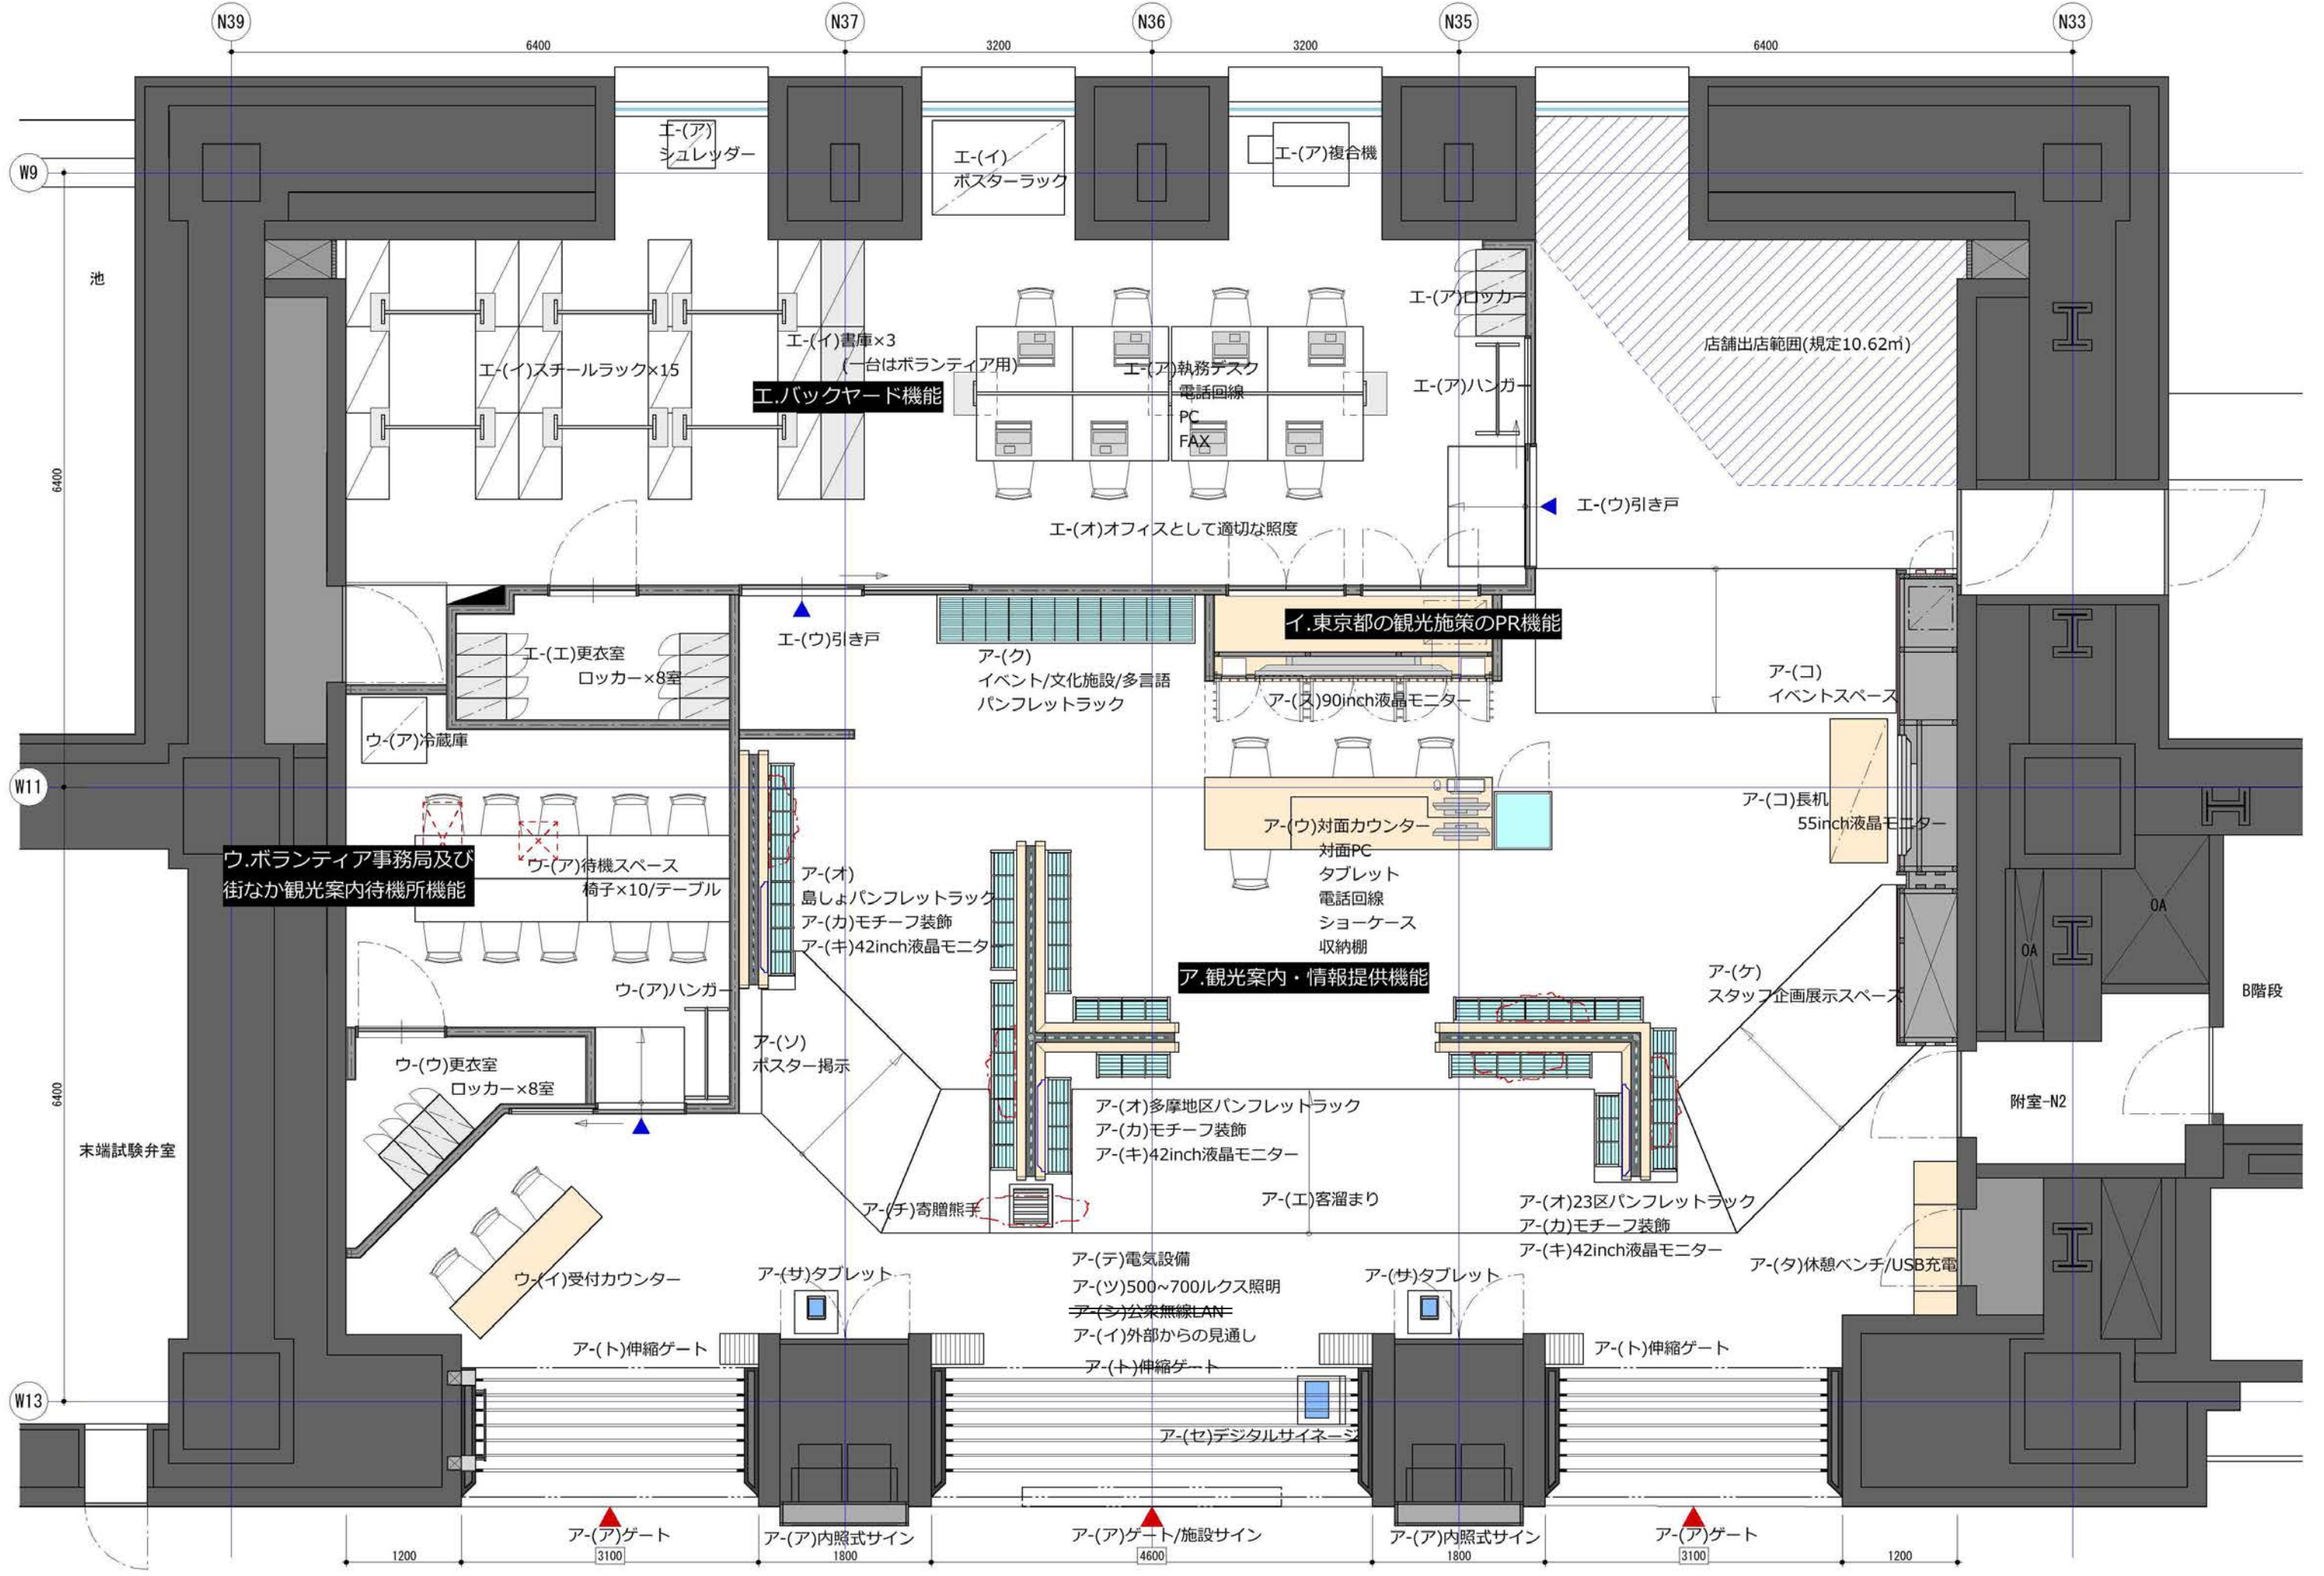 N39
N37
N36
N35
N33
6400
3200
3200
6400
W9
W11
W13
6400
6400
池
末端試験弁室
エ-(ア)
シュレッダー
エ-(イ)
ポスターラック
エ-(ア)複合機
エ-(イ)スチールラック×15
エ-(イ)書庫×3
(一台はボランティア用)
エ.バックヤード機能
エ-(ア)執務デスク
電話回線
PC
FAX
エ-(ア)ロッカー
エ-(ア)ハンガー
店舗出店範囲(規定10.62㎡)
エ-(ウ)引き戸
エ-(オ)オフィスとして適切な照度
エ-(ウ)引き戸
エ-(エ)更衣室
ロッカー×8室
イ.東京都の観光施策のPR機能
ア-(ク)
イベント/文化施設/多言語
パンフレットラック
ア-(ス)90inch液晶モニター
ア-(コ)
イベントスペース
ウ-(ア)冷蔵庫
ア-(コ)長机
55inch液晶モニター
ウ.ボランティア事務局及び
街なか観光案内待機所機能
ウ-(ア)待機スペース
椅子×10/テーブル
ア-(オ)
島しょパンフレットラック
ア-(カ)モチーフ装飾
ア-(キ)42inch液晶モニター
ア-(ウ)対面カウンター
対面PC
タブレット
電話回線
ショーケース
収納棚
ア.観光案内・情報提供機能
ア-(ケ)
スタッフ企画展示スペース
OA
OA
B階段
附室-N2
ウ-(ア)ハンガー
ア-(ソ)
ポスター掲示
ウ-(ウ)更衣室
ロッカー×8室
ア-(オ)多摩地区パンフレットラック
ア-(カ)モチーフ装飾
ア-(キ)42inch液晶モニター
ア-(エ)客溜まり
ア-(チ)寄贈熊手
ア-(オ)23区パンフレットラック
ア-(カ)モチーフ装飾
ア-(キ)42inch液晶モニター
ア-(タ)休憩ベンチ/USB充電
ウ-(イ)受付カウンター
ア-(サ)タブレット
ア-(テ)電気設備
ア-(ツ)500~700ルクス照明
ア-(シ)公衆無線LAN
ア-(イ)外部からの見通し
ア-(サ)タブレット
ア-(ト)伸縮ゲート
ア-(ト)伸縮ゲート
ア-(ト)伸縮ゲート
ア-(セ)デジタルサイネージ
ア-(ア)ゲート
ア-(ア)内照式サイン
ア-(ア)ゲート/施設サイン
ア-(ア)内照式サイン
ア-(ア)ゲート
1200
3100
1800
4600
1800
3100
1200